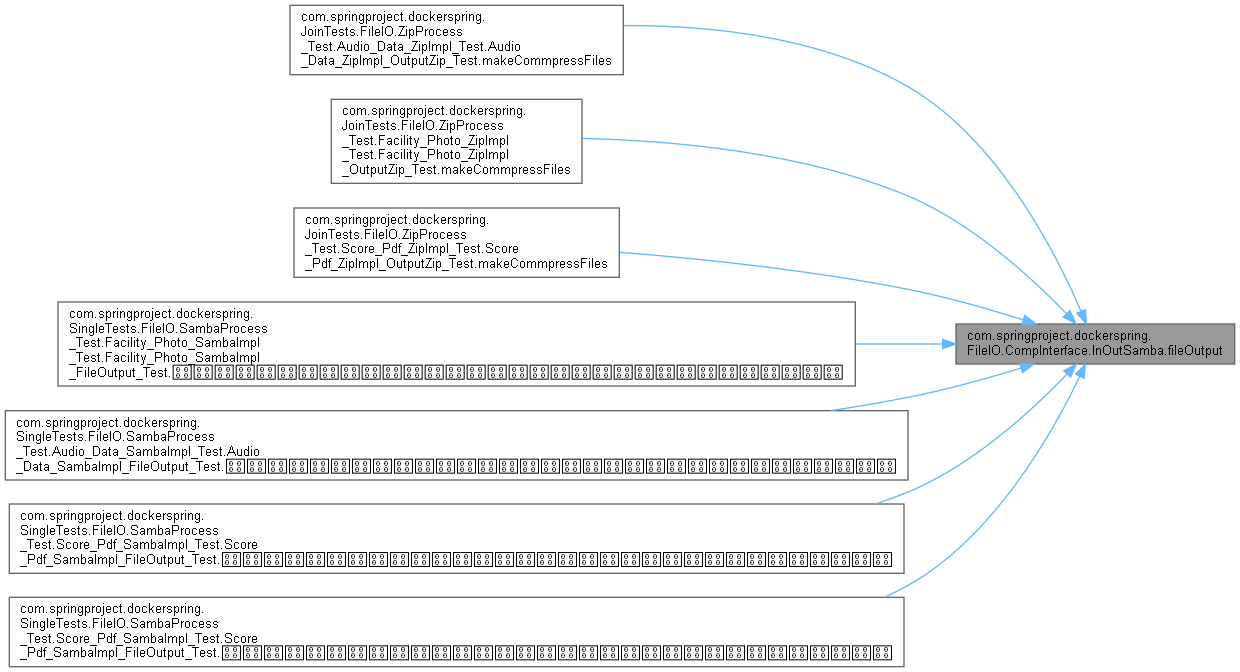 com.springproject.dockerspring.
JoinTests.FileIO.ZipProcess
_Test.Audio_Data_ZipImpl_Test.Audio
_Data_ZipImpl_OutputZip_Test.makeCommpressFiles
com.springproject.dockerspring.
JoinTests.FileIO.ZipProcess
_Test.Facility_Photo_ZipImpl
_Test.Facility_Photo_ZipImpl
_OutputZip_Test.makeCommpressFiles
com.springproject.dockerspring.
JoinTests.FileIO.ZipProcess
_Test.Score_Pdf_ZipImpl_Test.Score
_Pdf_ZipImpl_OutputZip_Test.makeCommpressFiles
com.springproject.dockerspring.
SingleTests.FileIO.SambaProcess
_Test.Facility_Photo_SambaImpl
_Test.Facility_Photo_SambaImpl
_FileOutput_Test.
com.springproject.dockerspring.
FileIO.CompInterface.InOutSamba.fileOutput
com.springproject.dockerspring.
SingleTests.FileIO.SambaProcess
_Test.Audio_Data_SambaImpl_Test.Audio
_Data_SambaImpl_FileOutput_Test.
com.springproject.dockerspring.
SingleTests.FileIO.SambaProcess
_Test.Score_Pdf_SambaImpl_Test.Score
_Pdf_SambaImpl_FileOutput_Test.
com.springproject.dockerspring.
SingleTests.FileIO.SambaProcess
_Test.Score_Pdf_SambaImpl_Test.Score
_Pdf_SambaImpl_FileOutput_Test.